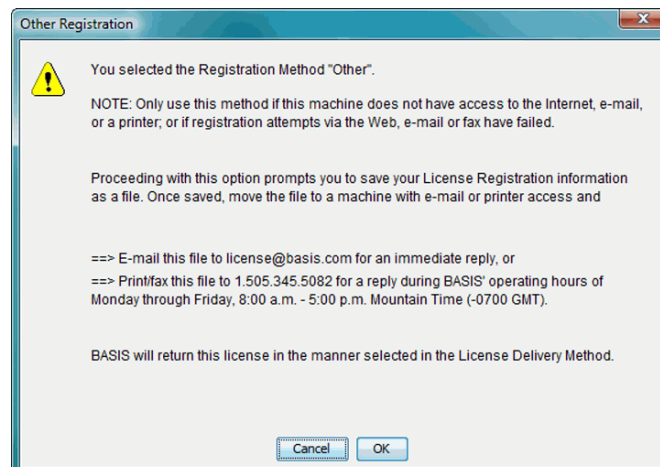 Other Registration
You selected the Registration Method "Other".
NOTE: Only use this method if this machine does not have access to the Internet, e-mail,
or a printer; or if registration attempts via the Web, e-mail or fax have failed.
Proceeding with this option prompts you to save your License Registration information
as a file. Once saved, move the file to a machine with e-mail or printer access and
==> E-mail this file to license@basis.com for an immediate reply, or
==> Print/fax this file to 1.505.345.5082 for a reply during BASIS' operating hours of
Monday through Friday, 8:00 a.m. - 5:00 p.m. Mountain Time (-0700 GMT).
BASIS will return this license in the manner selected in the License Delivery Method.
Cancel OK